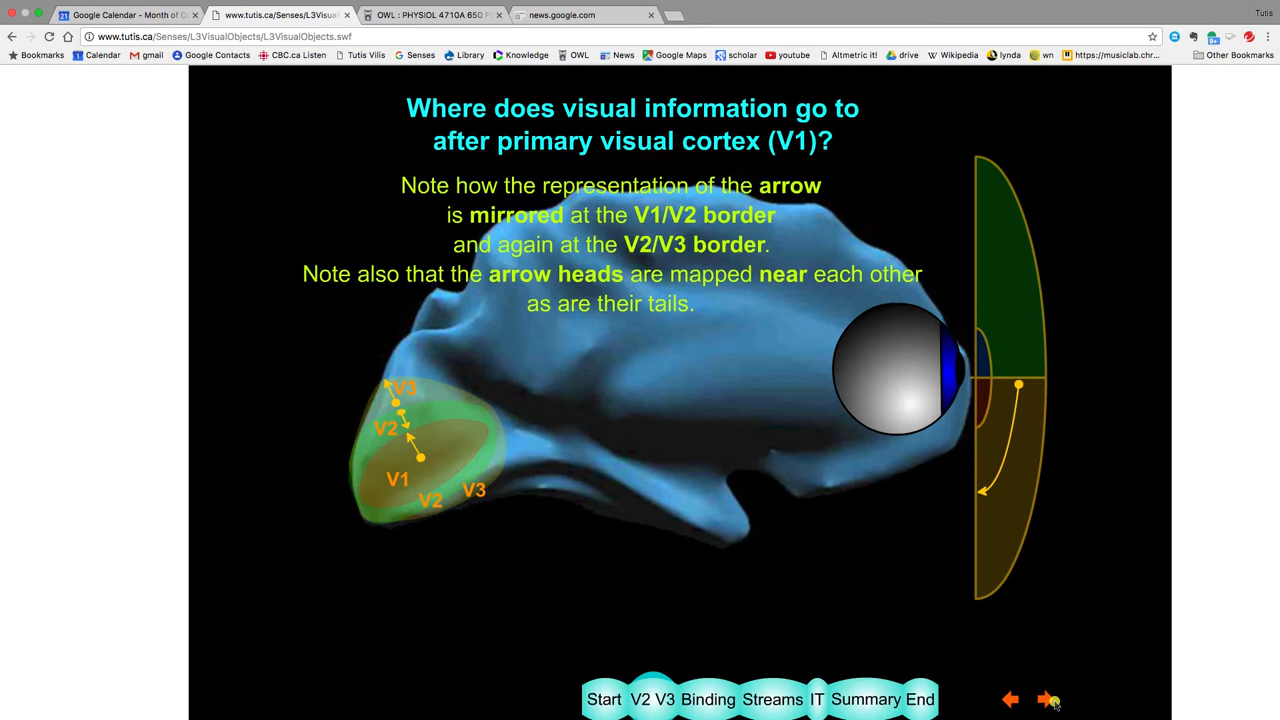 Google Calendar - Month of O
www.tutis.ca/Senses/L3Visual
OWL : PHYSIOL 4710A 650 F
news.google.com
Tutis
www.tutis.ca/Senses/L3VisualObjects/L3VisualObjects.swf
Bookmarks Calendar gmail Google Contacts CBC.ca Listen Tutis Vilis Senses Library Knowledge OWL News Google Maps scholar youtube Altmetric it! drive Wikipedia lynda wn https://musiclab.chr... Other Bookmarks
Where does visual information go to
after primary visual cortex (V1)?
Note how the representation of the arrow
is mirrored at the V1/V2 border
and again at the V2/V3 border.
Note also that the arrow heads are mapped near each other
as are their tails.
V3
V2
V1
V2
V3
Start V2 V3 Binding Streams IT Summary End